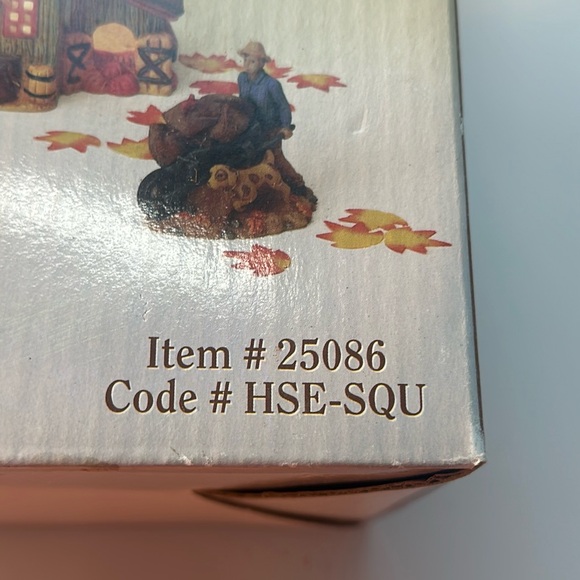 Item # 25086
Code # HSE-SQU